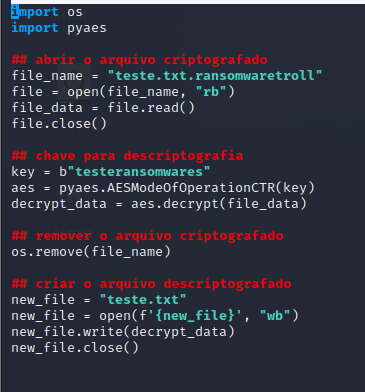 import os
import pyaes
## abrir o arquivo criptografado
file_name = "teste.txt.ransomwaretroll"
file = open(file_name, "rb")
file_data = file.read()
file.close()
## chave para descriptografia
key = b"testeransomwares"
aes = pyaes.AESModeOfOperationCTR(key)
decrypt_data = aes.decrypt(file_data)
## remover o arquivo criptografado
os.remove(file_name)
## criar o arquivo descriptografado
new_file = "teste.txt"
new_file = open(f'{new_file}', "wb")
new_file.write(decrypt_data)
new_file.close()